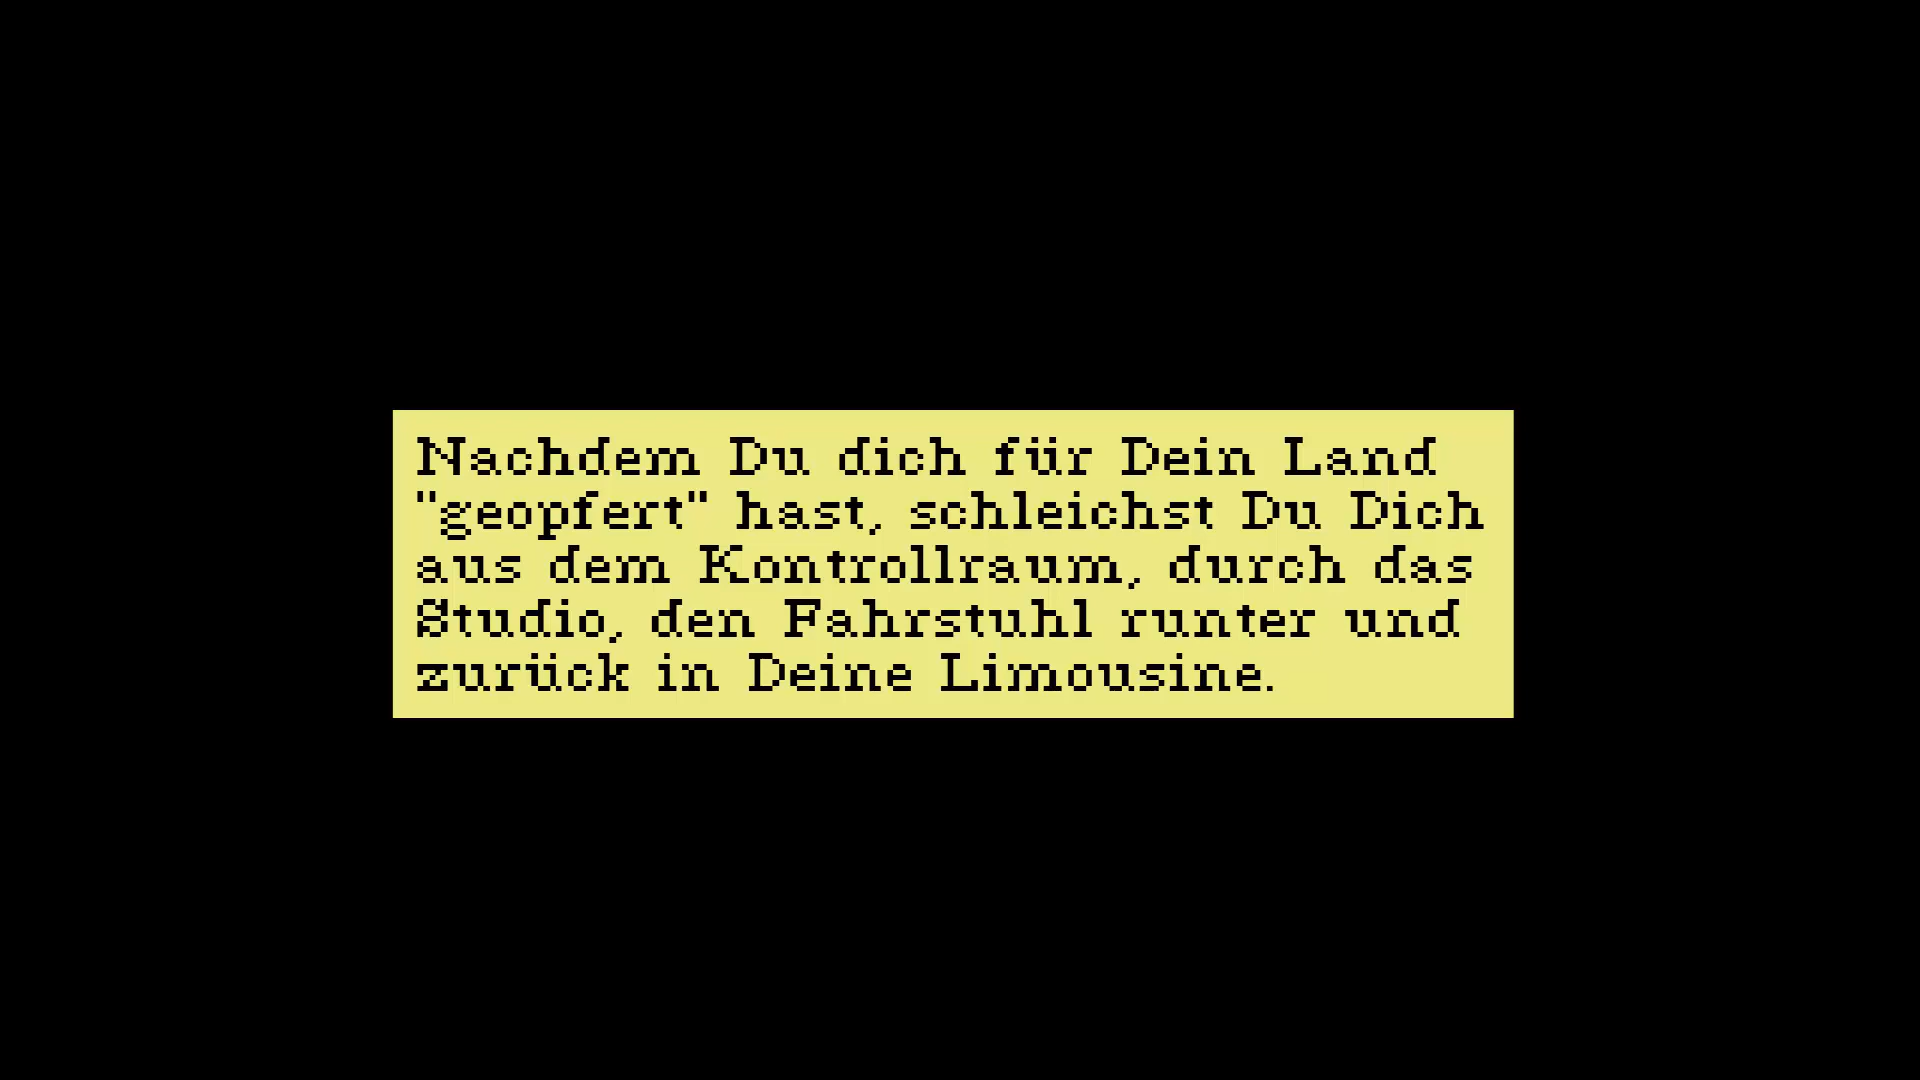 Nachdem Du dich für Dein Land
"geopfert" hast, schleichst Du Dich
aus dem Kontrollraum, durch das
Studio, den Fahrstuhl runter und
zurück in Deine Limousine.